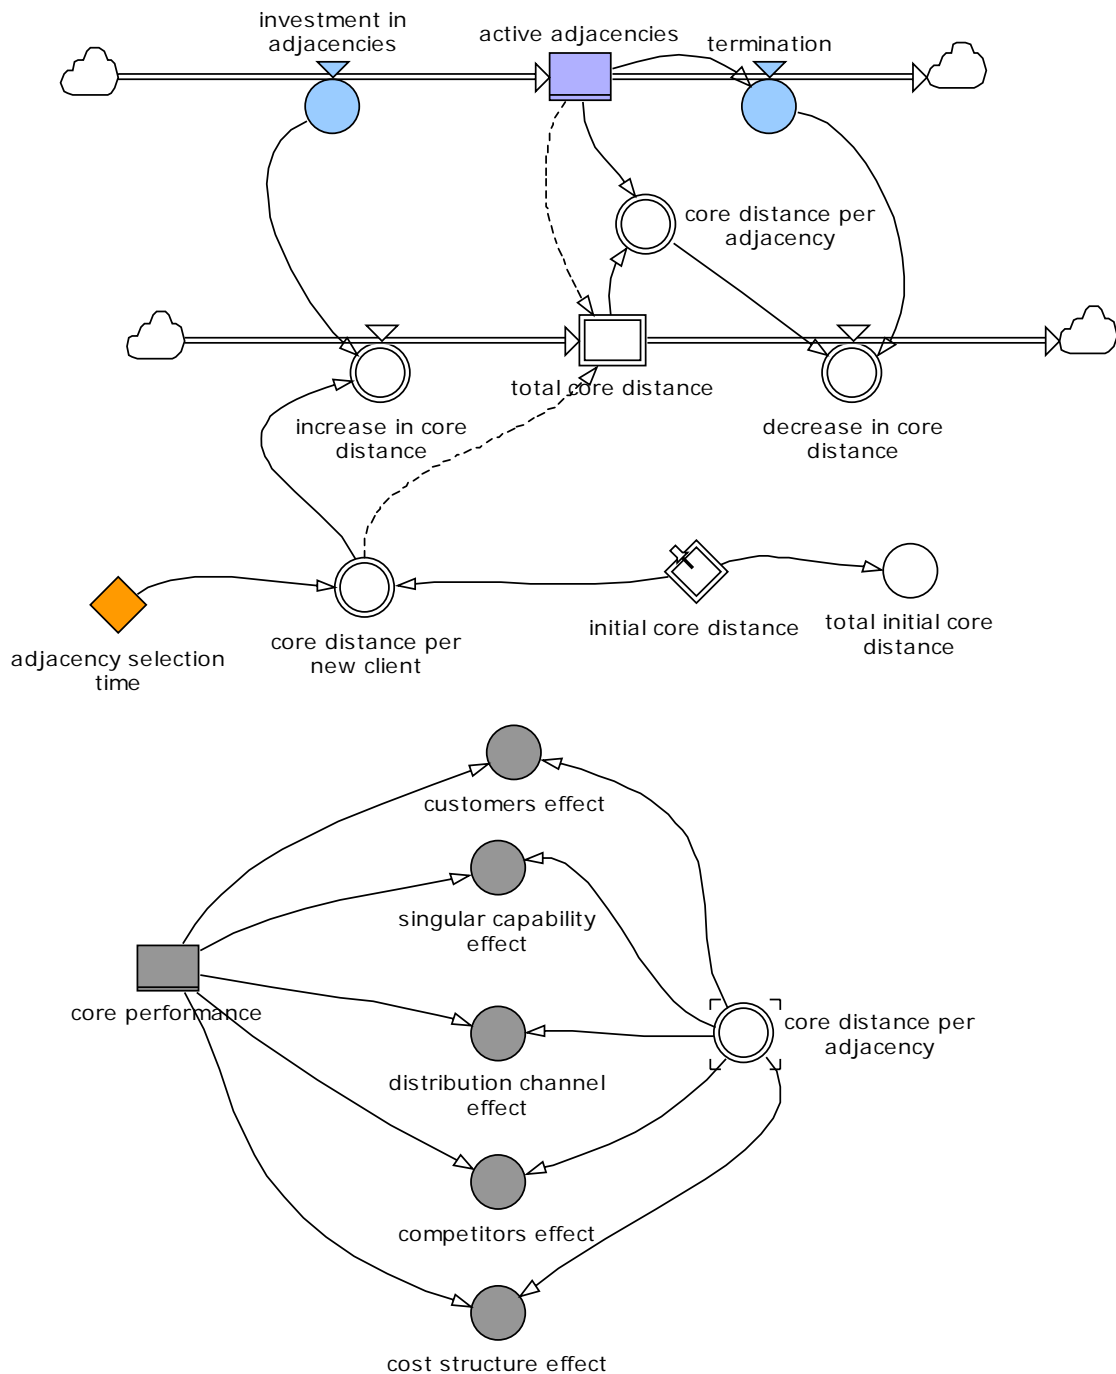 investment in
adjacencies
active adjacencies
termination
core distance per
adjacency
total core distance
increase in core
distance
decrease in core
distance
adjacency selection
time
core distance per
new client
initial core distance
total initial core
distance
customers effect
singular capability
effect
core performance
core distance per
adjacency
distribution channel
effect
competitors effect
cost structure effect